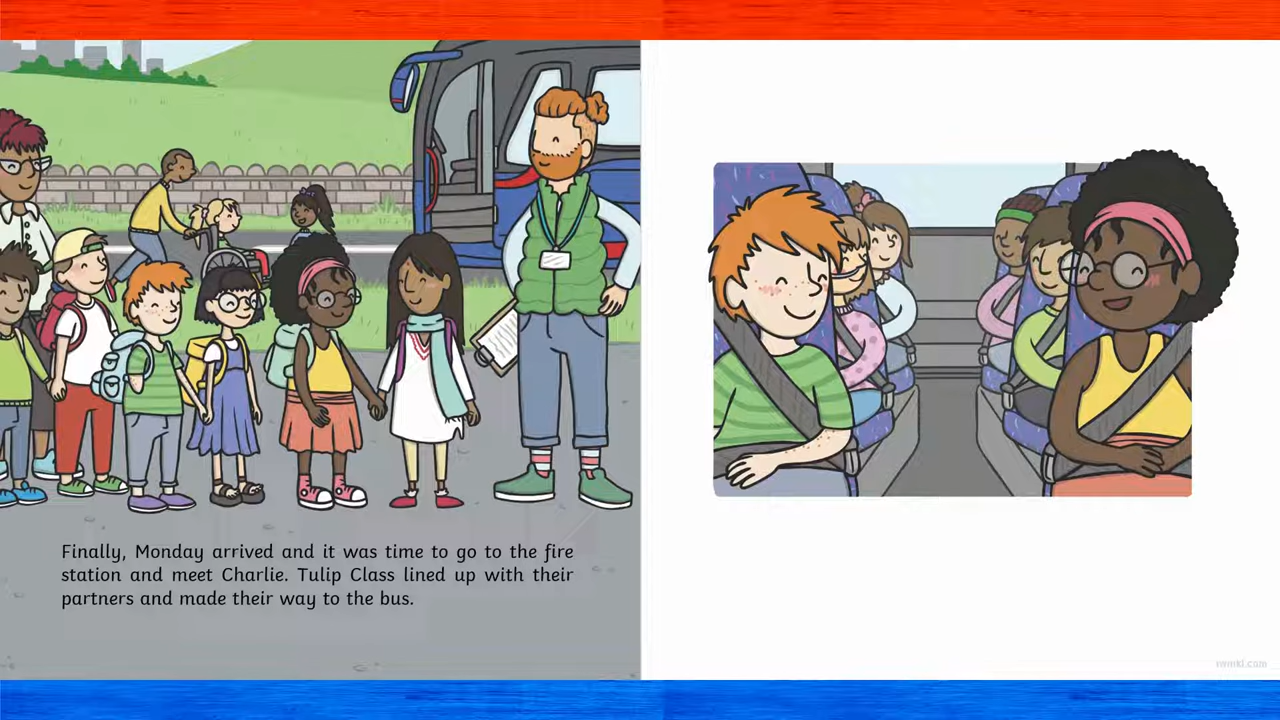 Finally, Monday arrived and it was time to go to the fire
station and meet Charlie. Tulip Class lined up with their
partners and made their way to the bus.